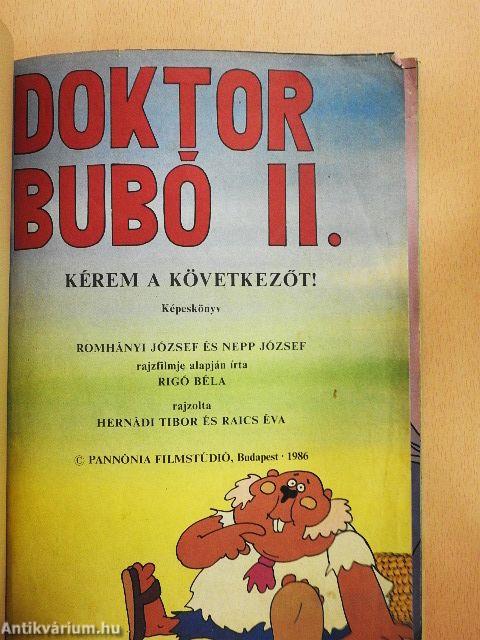 DOKTOR
BUBÓ II.
KÉREM A KÖVETKEZŐT!
Képeskönyv
ROMHÁNYI JÓZSEF ÉS NEPP JÓZSEF
rajzfilmje alapján írta
RIGÓ BÉLA
rajzolta
HERNÁDI TIBOR ÉS RAICS ÉVA
© PANNÓNIA FILMSTÚDIÓ, Budapest · 1986
Antikvárium.hu